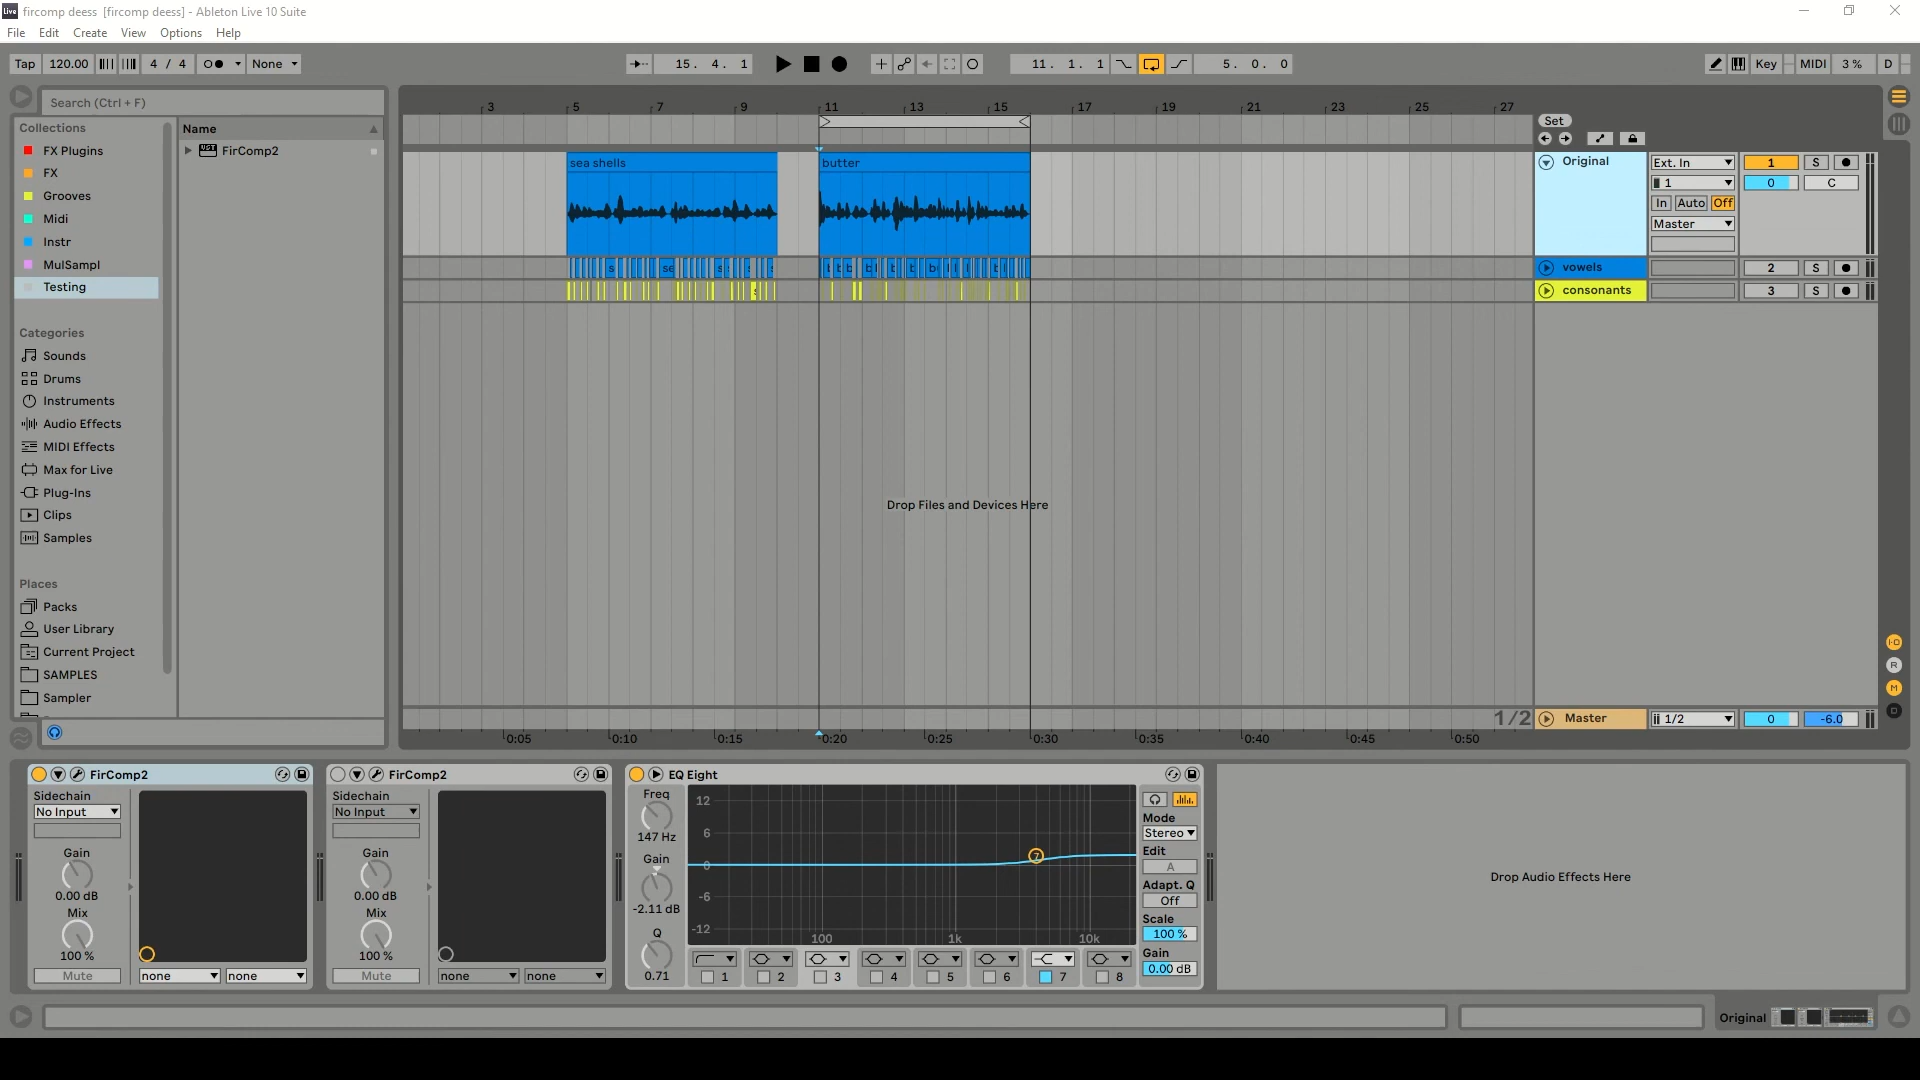 Live fircomp deess  [fircomp deess] - Ableton Live 10 Suite
File Edit Create View Options Help
Tap 120.00 4 / 4 None 15. 4. 1 11. 1. 1 5. 0. 0 Key MIDI 3 % D
Search (Ctrl + F)
Collections
FX Plugins
FX
Grooves
Midi
Instr
MulSampl
Testing
Categories
Sounds
Drums
Instruments
Audio Effects
MIDI Effects
Max for Live
Plug-Ins
Clips
Samples
Places
Packs
User Library
Current Project
SAMPLES
Sampler
Name
FirComp2
3 5 7 9 11 13 15 17 19 21 23 25 27
Set
sea shells
butter
Original
Ext. In 1 S
1 0 C
In Auto Off
Master
vowels 2 S
consonants 3 S
Drop Files and Devices Here
1/2 Master 1/2 0 -6.0
0:05 0:10 0:15 0:20 0:25 0:30 0:35 0:40 0:45 0:50
FirComp2
Sidechain
No Input
Gain
0.00 dB
Mix
100 %
Mute none none
FirComp2
Sidechain
No Input
Gain
0.00 dB
Mix
100 %
Mute none none
EQ Eight
Freq
147 Hz
Gain
-2.11 dB
Q
0.71
12
6
0
-6
-12
100 1k 10k
7
1 2 3 4 5 6 7 8
Mode
Stereo
Edit
A
Adapt. Q
Off
Scale
100 %
Gain
0.00 dB
Drop Audio Effects Here
Original